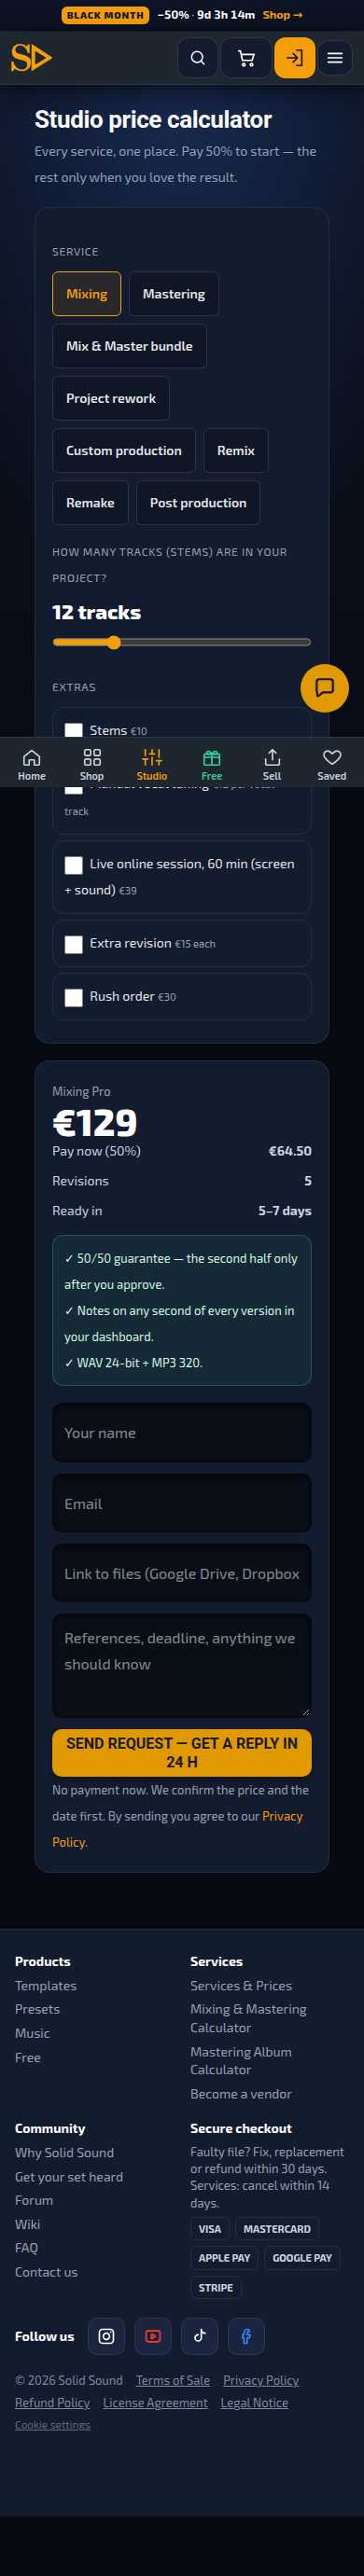 BLACK MONTH −50% · 9d 3h 14m Shop →
Studio price calculator
Every service, one place. Pay 50% to start — the
rest only when you love the result.
SERVICE
Mixing
Mastering
Mix & Master bundle
Project rework
Custom production
Remix
Remake
Post production
HOW MANY TRACKS (STEMS) ARE IN YOUR
PROJECT?
12 tracks
EXTRAS
Stems €10
Home
Shop
Studio
Free
Sell
Saved
track
Live online session, 60 min (screen
+ sound) €39
Extra revision €15 each
Rush order €30
Mixing Pro
€129
Pay now (50%) €64.50
Revisions 5
Ready in 5–7 days
✓ 50/50 guarantee — the second half only
after you approve.
✓ Notes on any second of every version in
your dashboard.
✓ WAV 24-bit + MP3 320.
Your name
Email
Link to files (Google Drive, Dropbox
References, deadline, anything we
should know
SEND REQUEST — GET A REPLY IN
24 H
No payment now. We confirm the price and the
date first. By sending you agree to our Privacy
Policy.
Products
Templates
Presets
Music
Free
Services
Services & Prices
Mixing & Mastering
Calculator
Mastering Album
Calculator
Become a vendor
Community
Why Solid Sound
Get your set heard
Forum
Wiki
FAQ
Contact us
Secure checkout
Faulty file? Fix, replacement
or refund within 30 days.
Services: cancel within 14
days.
VISA
MASTERCARD
APPLE PAY
GOOGLE PAY
STRIPE
Follow us
© 2026 Solid Sound Terms of Sale Privacy Policy
Refund Policy License Agreement Legal Notice
Cookie settings